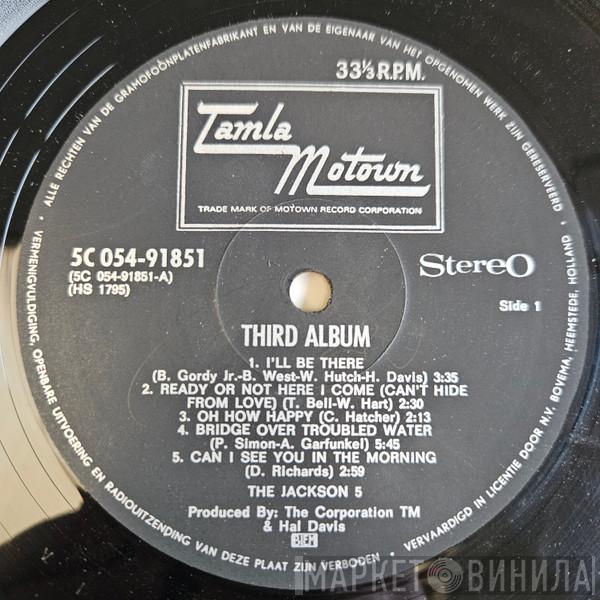 ALLE RECHTEN VAN DE GRAMOFOONPLATENFABRIKANT EN VAN DE EIGENAAR VAN HET OPGENOMEN WERK ZIJN GERESERVEERD
33⅓ R.P.M.
Tamla
Motown
TRADE MARK OF MOTOWN RECORD CORPORATION
5C 054-91851
(5C 054-91851-A)
(HS 1795)
Stereo
Side 1
THIRD ALBUM
1. I'LL BE THERE
(B. Gordy Jr.-B. West-W. Hutch-H. Davis) 3:35
2. READY OR NOT HERE I COME (CAN'T HIDE
FROM LOVE) (T. Bell-W. Hart) 2:30
3. OH HOW HAPPY (C. Hatcher) 2:13
4. BRIDGE OVER TROUBLED WATER
(P. Simon-A. Garfunkel) 5:45
5. CAN I SEE YOU IN THE MORNING
(D. Richards) 2:59
THE JACKSON 5
Produced By: The Corporation TM
& Hal Davis
BIEM
VERMENIGVULDIGING, OPENBARE UITVOERING EN RADIOUITZENDING VAN DEZE PLAAT ZIJN VERBODEN
VERVAARDIGD IN LICENTIE DOOR N.V. BOVEMA, HEEMSTEDE, HOLLAND
МАРКЕТ ВИНИЛА